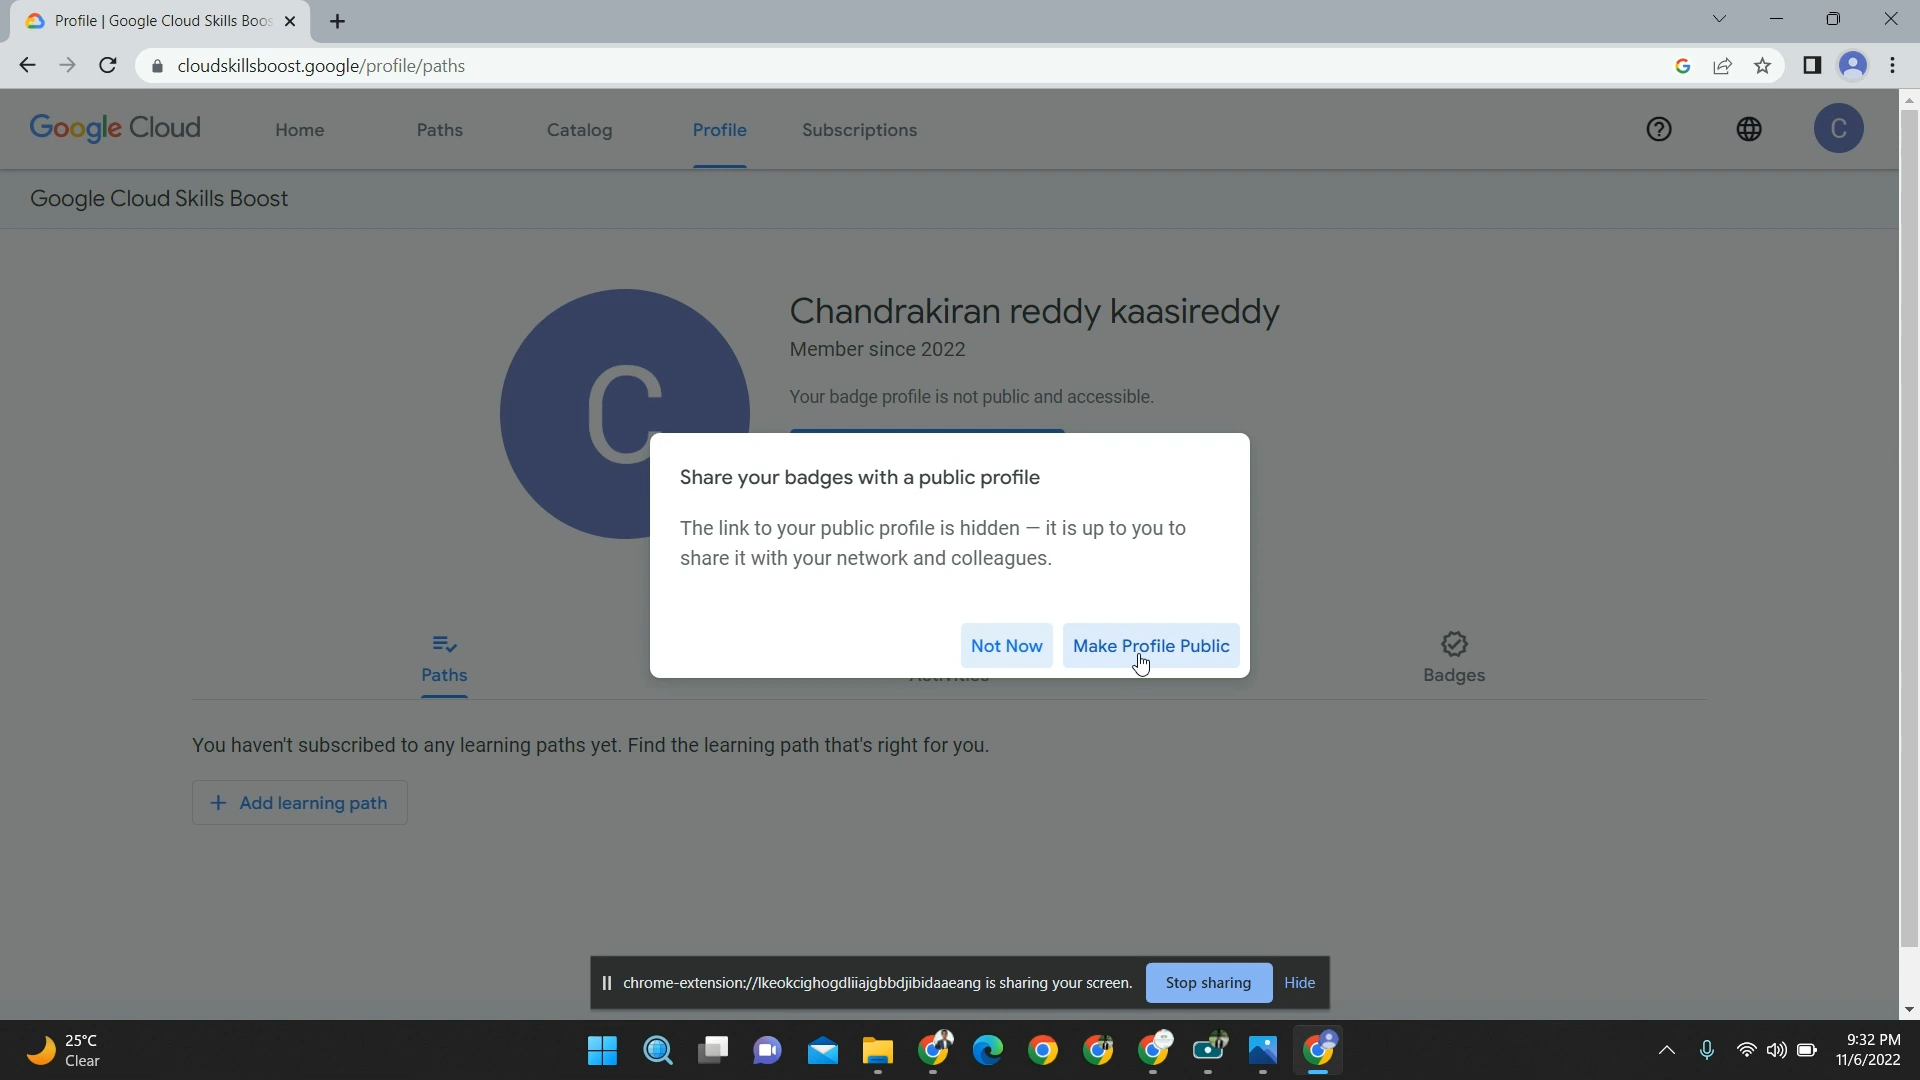 Profile | Google Cloud Skills Boos
cloudskillsboost.google/profile/paths
Google Cloud
Home
Paths
Catalog
Profile
Subscriptions
C
Google Cloud Skills Boost
C
Chandrakiran reddy kaasireddy
Member since 2022
Your badge profile is not public and accessible.
Share your badges with a public profile
The link to your public profile is hidden — it is up to you to
share it with your network and colleagues.
Not Now
Make Profile Public
Paths
Activities
Badges
You haven't subscribed to any learning paths yet. Find the learning path that's right for you.
+ Add learning path
chrome-extension://lkeokcighogdliiajgbbdjibidaaeang is sharing your screen.
Stop sharing
Hide
25°C
Clear
9:32 PM
11/6/2022